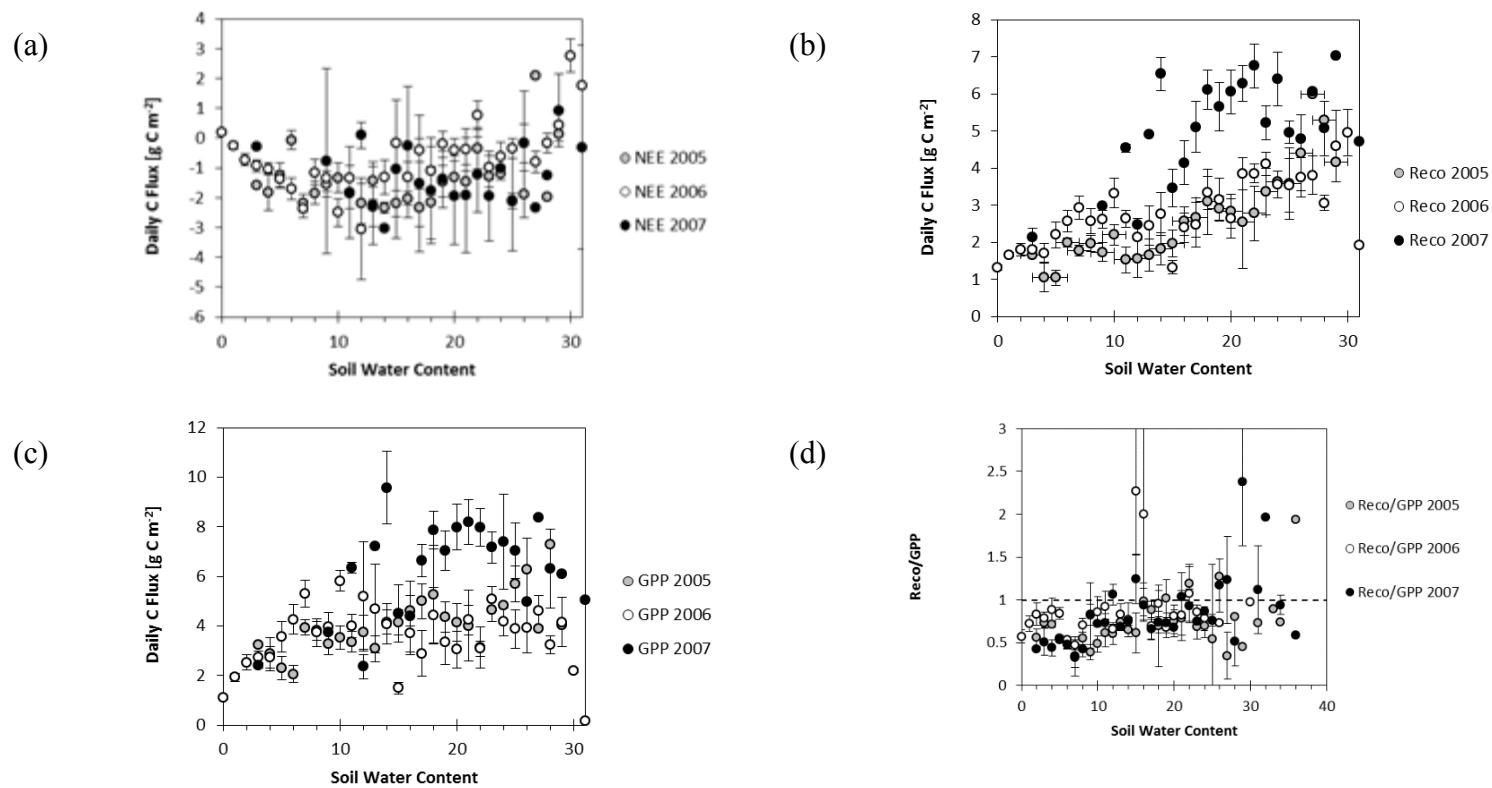 (a)
4
3
2
1
0
-1
-2
-3
-4
-5
-6
Daily C Flux [g C m-2]
0
10
20
30
Soil Water Content
NEE 2005
NEE 2006
NEE 2007
(b)
8
7
6
5
4
3
2
1
0
Daily C Flux [g C m-2]
0
10
20
30
Soil Water Content
Reco 2005
Reco 2006
Reco 2007
(c)
12
10
8
6
4
2
0
Daily C Flux [g C m-2]
0
10
20
30
Soil Water Content
GPP 2005
GPP 2006
GPP 2007
(d)
3
2.5
2
1.5
1
0.5
0
Reco/GPP
0
10
20
30
40
Soil Water Content
Reco/GPP 2005
Reco/GPP 2006
Reco/GPP 2007